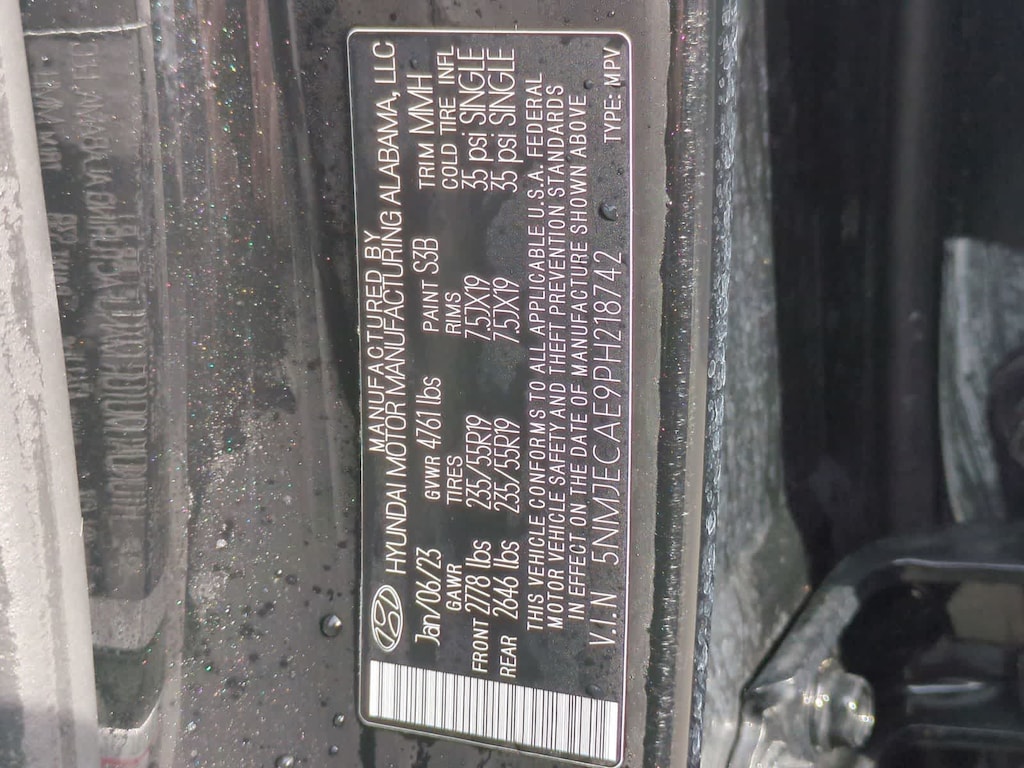 MANUFACTURED BY
HYUNDAI MOTOR MANUFACTURING ALABAMA, LLC
Jan/06/23 GVWR 4761 lbs PAINT S3B TRIM MMH
GAWR TIRES RIMS COLD TIRE INFL
FRONT 2778 lbs 235/55R19 7.5JX19 35 psi SINGLE
REAR 2646 lbs 235/55R19 7.5JX19 35 psi SINGLE
THIS VEHICLE CONFORMS TO ALL APPLICABLE U.S.A. FEDERAL
MOTOR VEHICLE SAFETY AND THEFT PREVENTION STANDARDS
IN EFFECT ON THE DATE OF MANUFACTURE SHOWN ABOVE
V.I.N 5NMJECAE9PH218742 TYPE: MPV